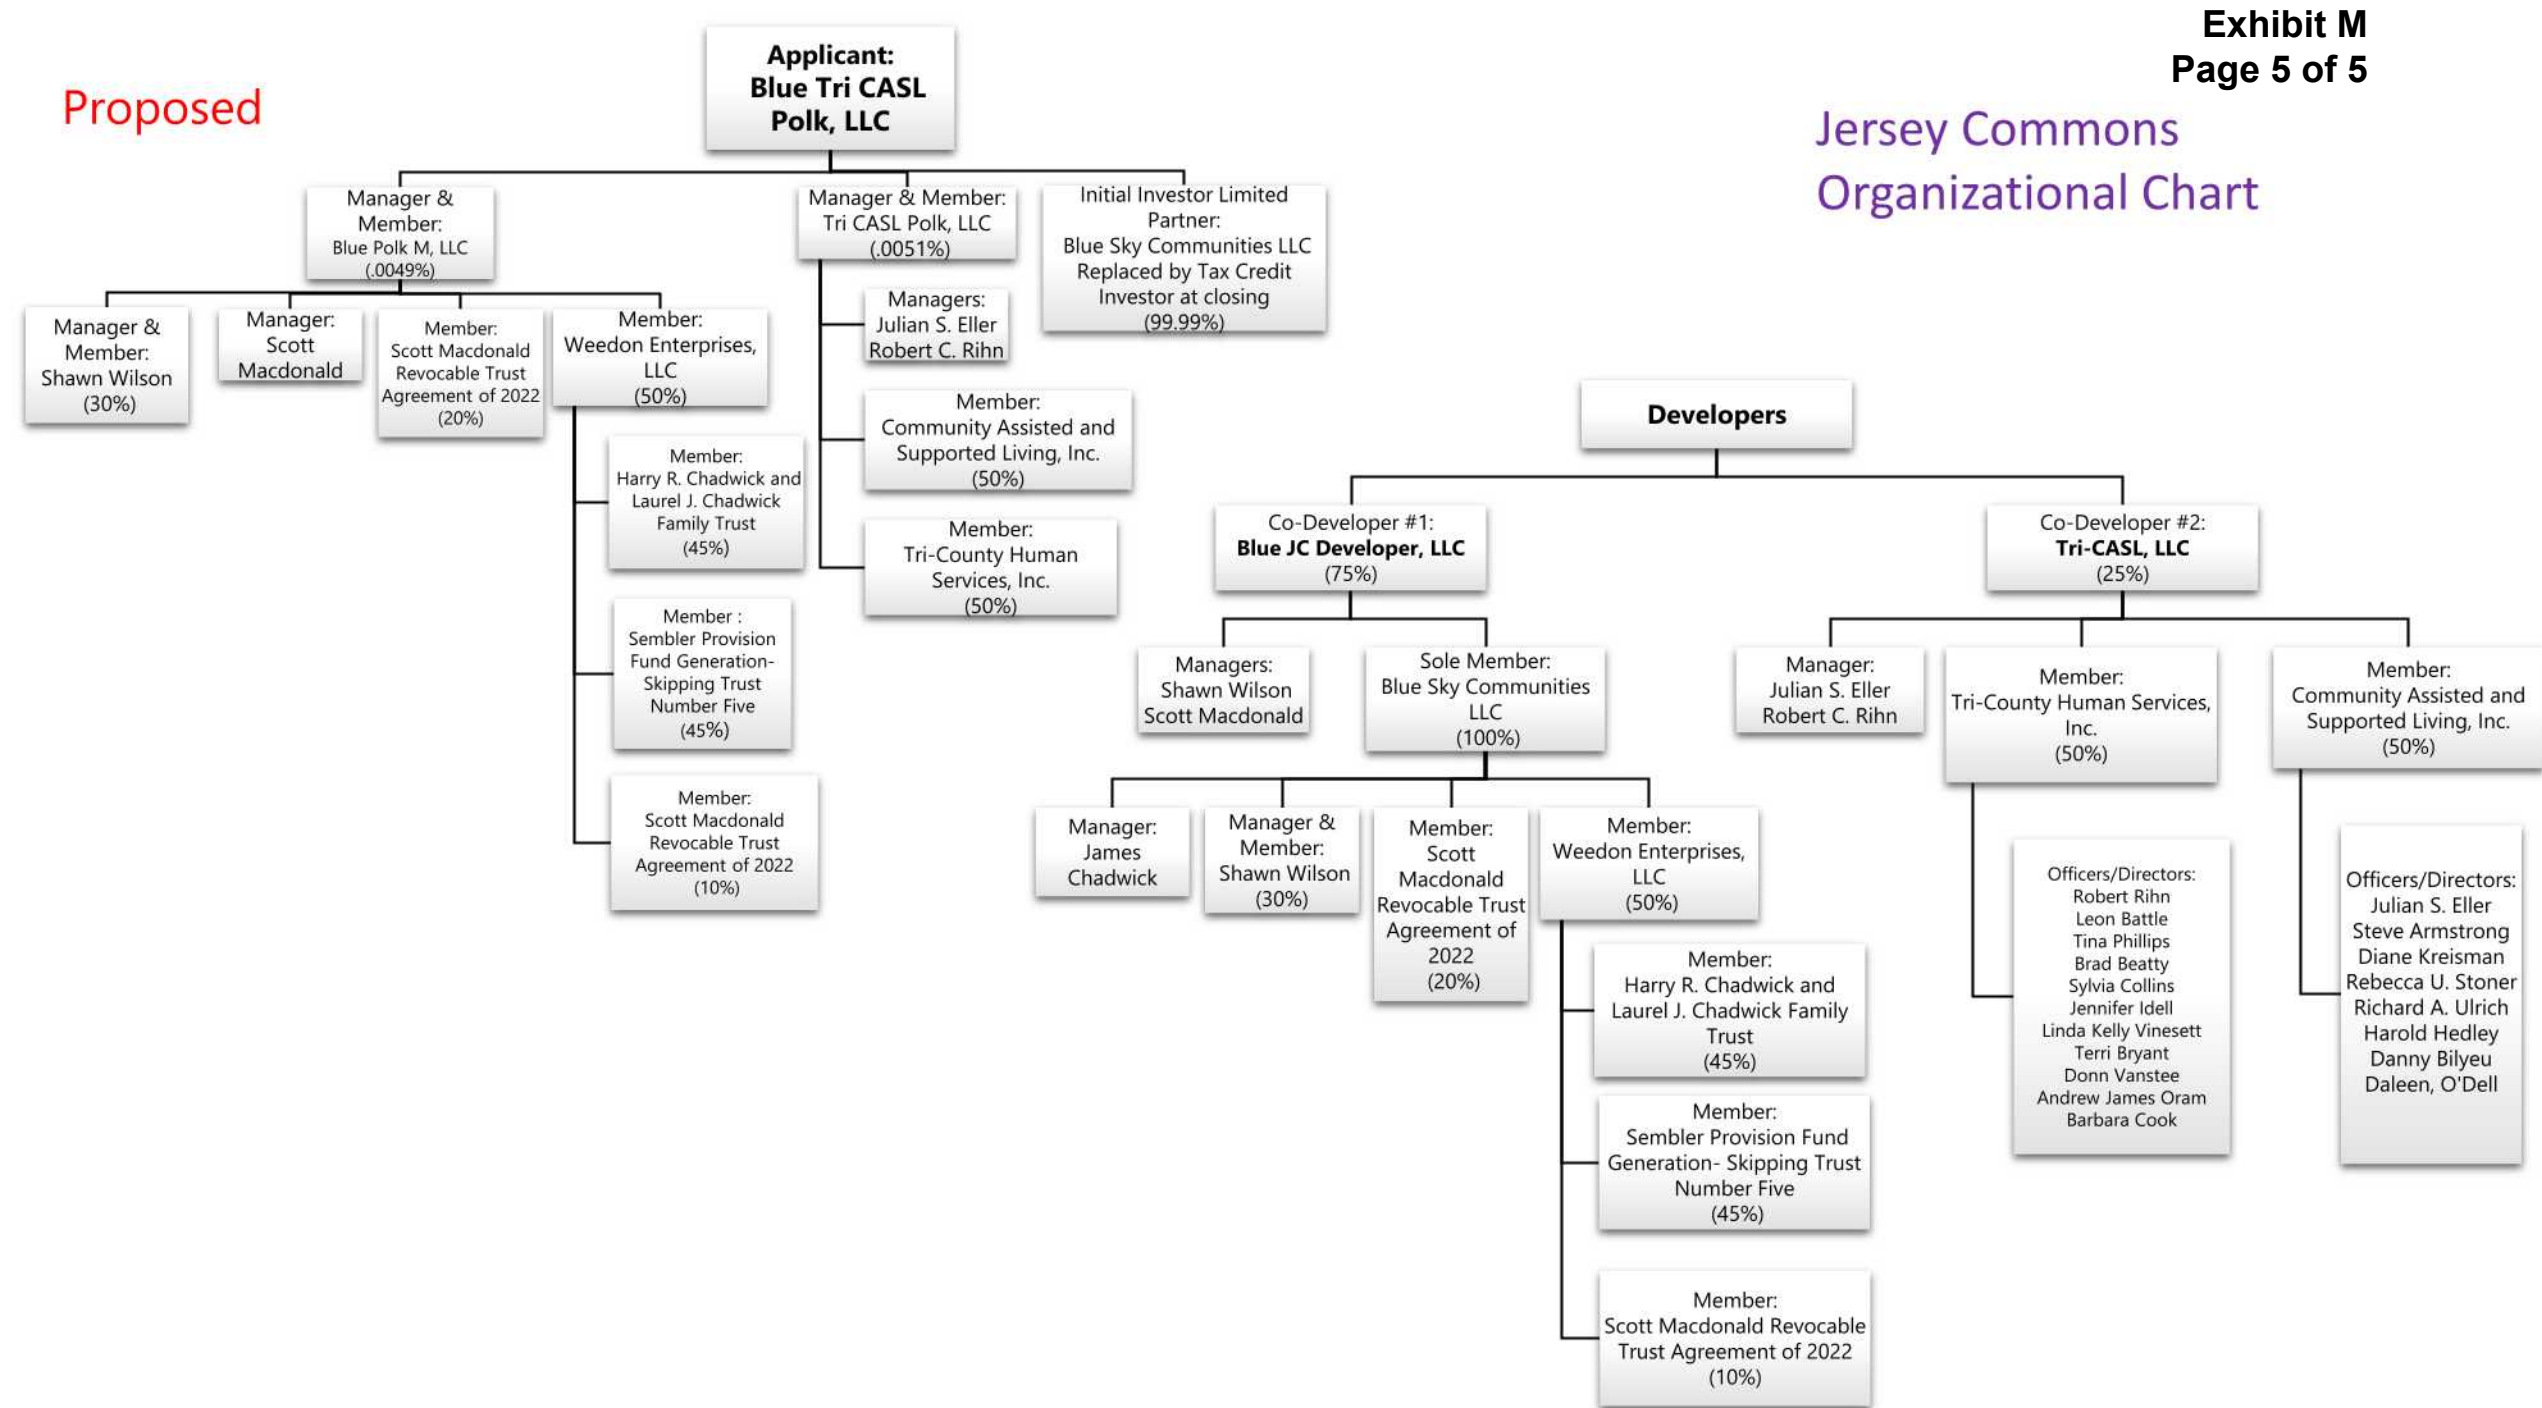 Exhibit M
Page 5 of 5
Proposed
Jersey Commons
Organizational Chart
Applicant:
Blue Tri CASL
Polk, LLC
Manager &
Member:
Blue Polk M, LLC
(.0049%)
Manager & Member:
Tri CASL Polk, LLC
(.0051%)
Initial Investor Limited
Partner:
Blue Sky Communities LLC
Replaced by Tax Credit
Investor at closing
(99.99%)
Manager &
Member:
Shawn Wilson
(30%)
Manager:
Scott
Macdonald
Member:
Scott Macdonald
Revocable Trust
Agreement of 2022
(20%)
Member:
Weedon Enterprises,
LLC
(50%)
Member:
Harry R. Chadwick and
Laurel J. Chadwick
Family Trust
(45%)
Member :
Sembler Provision
Fund Generation-
Skipping Trust
Number Five
(45%)
Member:
Scott Macdonald
Revocable Trust
Agreement of 2022
(10%)
Managers:
Julian S. Eller
Robert C. Rihn
Member:
Community Assisted and
Supported Living, Inc.
(50%)
Member:
Tri-County Human
Services, Inc.
(50%)
Developers
Co-Developer #1:
Blue JC Developer, LLC
(75%)
Co-Developer #2:
Tri-CASL, LLC
(25%)
Managers:
Shawn Wilson
Scott Macdonald
Sole Member:
Blue Sky Communities
LLC
(100%)
Manager:
James
Chadwick
Manager &
Member:
Shawn Wilson
(30%)
Member:
Scott
Macdonald
Revocable Trust
Agreement of
2022
(20%)
Member:
Weedon Enterprises,
LLC
(50%)
Member:
Harry R. Chadwick and
Laurel J. Chadwick Family
Trust
(45%)
Member:
Sembler Provision Fund
Generation- Skipping Trust
Number Five
(45%)
Member:
Scott Macdonald Revocable
Trust Agreement of 2022
(10%)
Manager:
Julian S. Eller
Robert C. Rihn
Member:
Tri-County Human Services,
Inc.
(50%)
Member:
Community Assisted and
Supported Living, Inc.
(50%)
Officers/Directors:
Robert Rihn
Leon Battle
Tina Phillips
Brad Beatty
Sylvia Collins
Jennifer Idell
Linda Kelly Vinesett
Terri Bryant
Donn Vanstee
Andrew James Oram
Barbara Cook
Officers/Directors:
Julian S. Eller
Steve Armstrong
Diane Kreisman
Rebecca U. Stoner
Richard A. Ulrich
Harold Hedley
Danny Bilyeu
Daleen, O'Dell